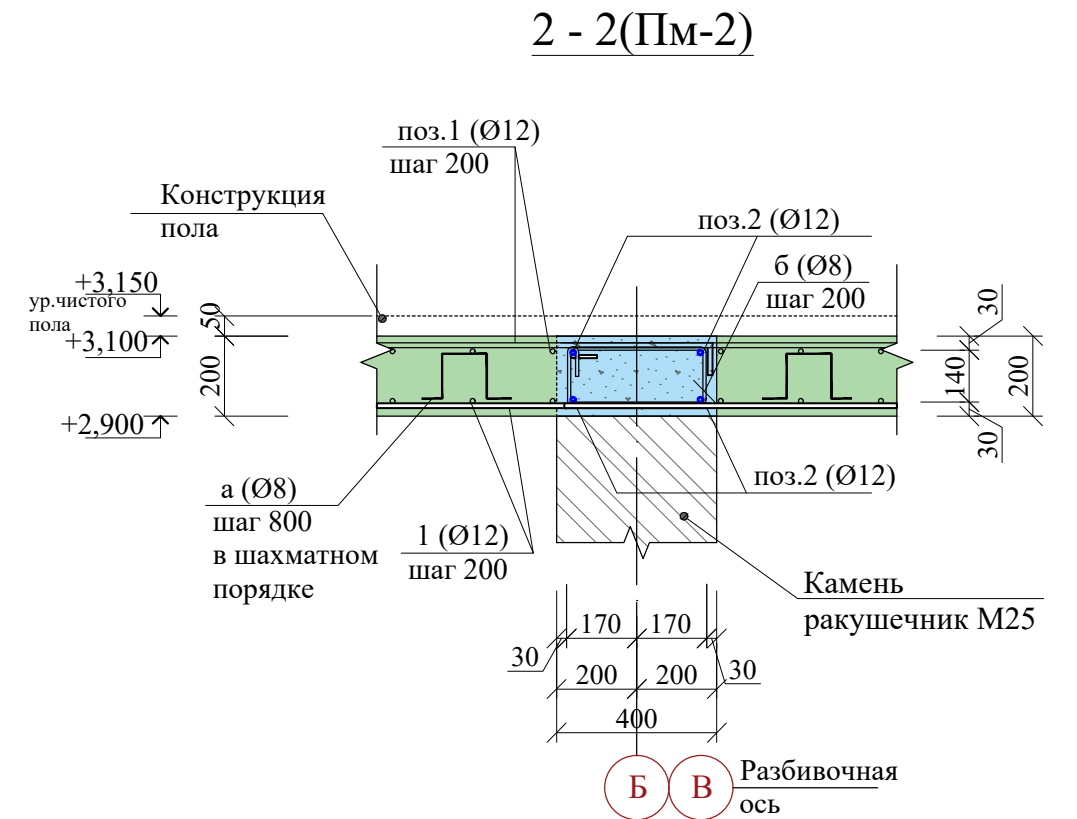 2 - 2(Пм-2)
поз.1 (Ø12)
шаг 200
Конструкция
пола
поз.2 (Ø12)
б (Ø8)
шаг 200
+3,150
ур.чистого
пола
50
+3,100
200
+2,900
30
140
200
30
а (Ø8)
шаг 800
в шахматном
порядке
1 (Ø12)
шаг 200
поз.2 (Ø12)
Камень
ракушечник М25
170 170
30 30
200 200
400
Б В
Разбивочная
ось